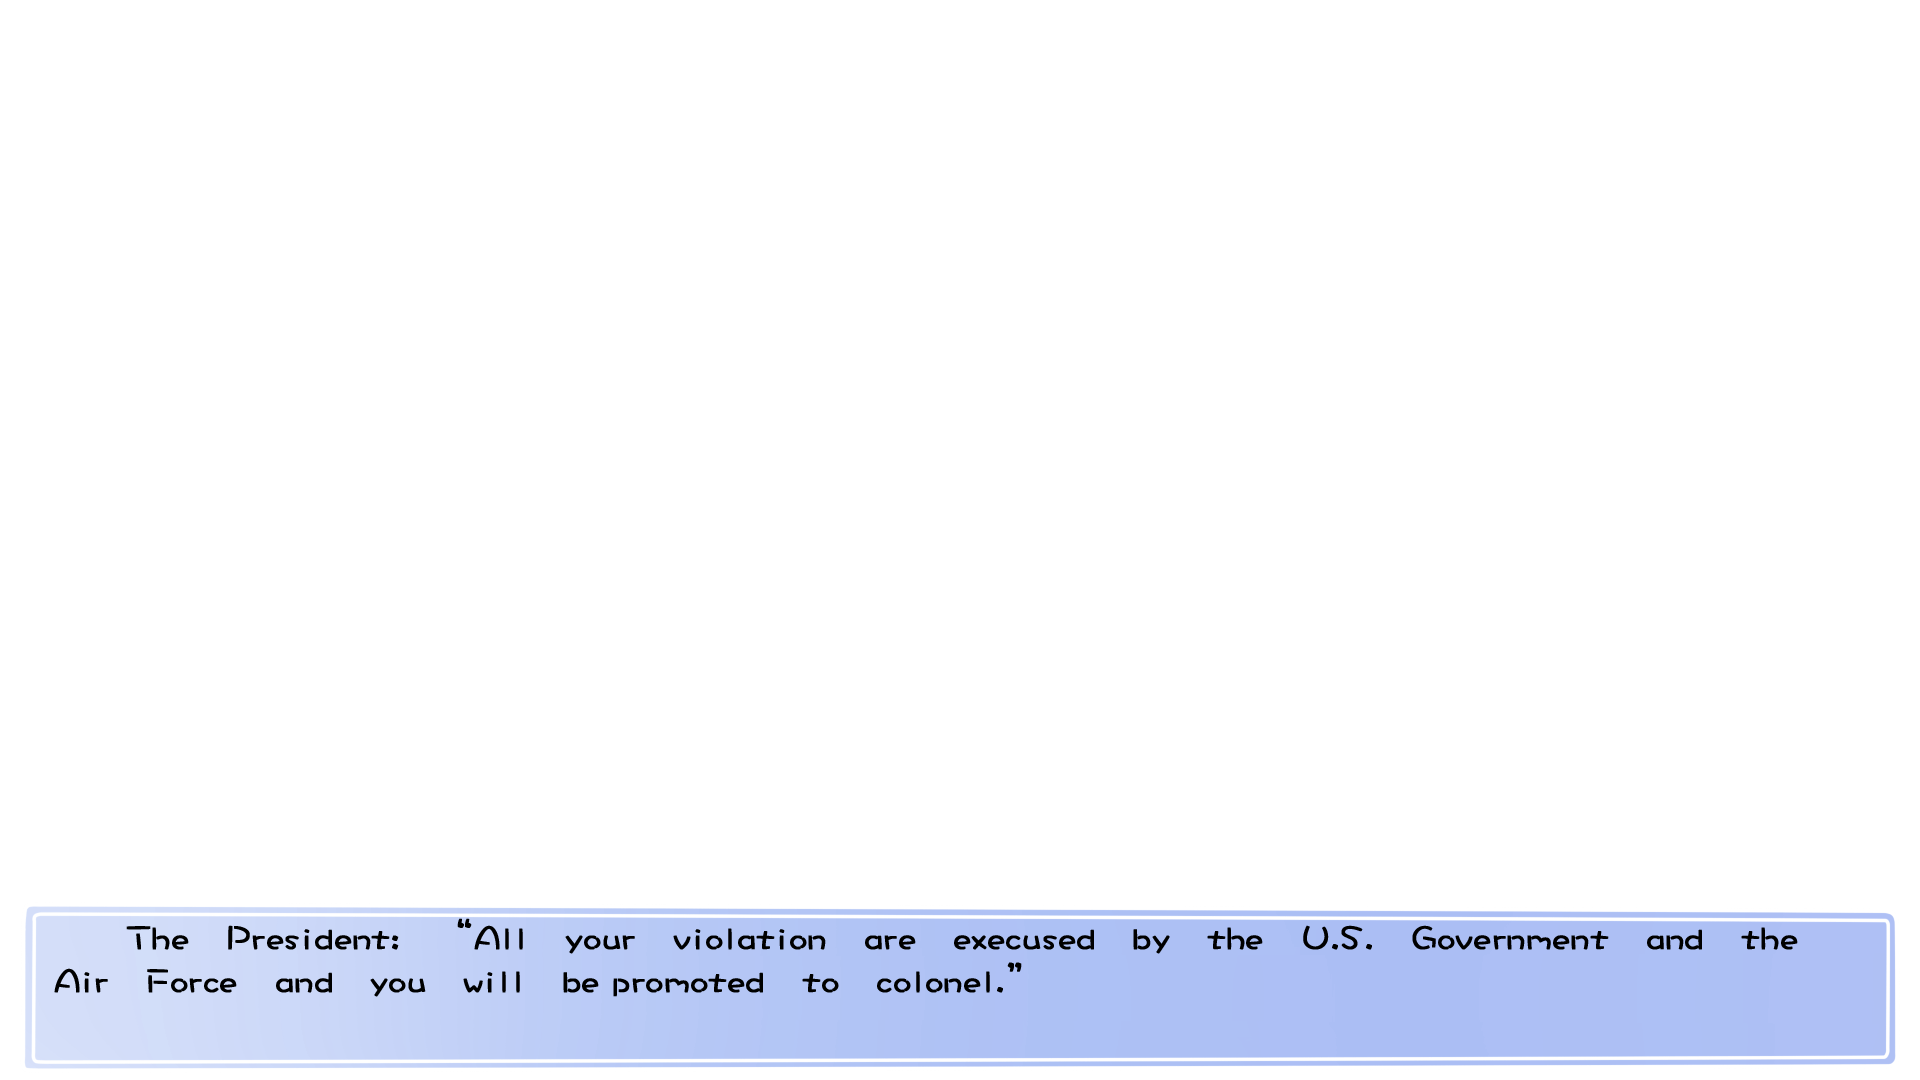 The President: “All your violation are execused by the U.S. Government and the
Air Force and you will be promoted to colonel.”